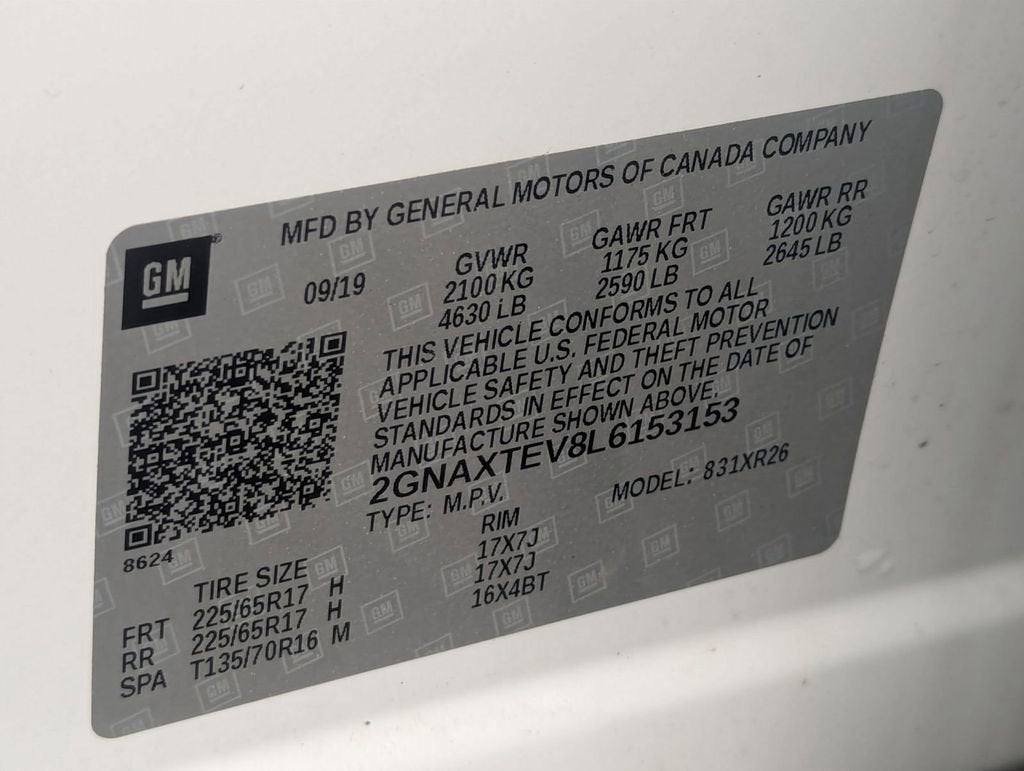 MFD BY GENERAL MOTORS OF CANADA COMPANY
GM®
09/19
GVWR
2100 KG
4630 LB
GAWR FRT
1175 KG
2590 LB
GAWR RR
1200 KG
2645 LB
THIS VEHICLE CONFORMS TO ALL
APPLICABLE U.S. FEDERAL MOTOR
VEHICLE SAFETY AND THEFT PREVENTION
STANDARDS IN EFFECT ON THE DATE OF
MANUFACTURE SHOWN ABOVE.
2GNAXTEV8L6153153
TYPE: M.P.V. MODEL: 831XR26
8624
TIRE SIZE RIM
FRT 225/65R17 H 17X7J
RR 225/65R17 H 17X7J
SPA T135/70R16 M 16X4BT